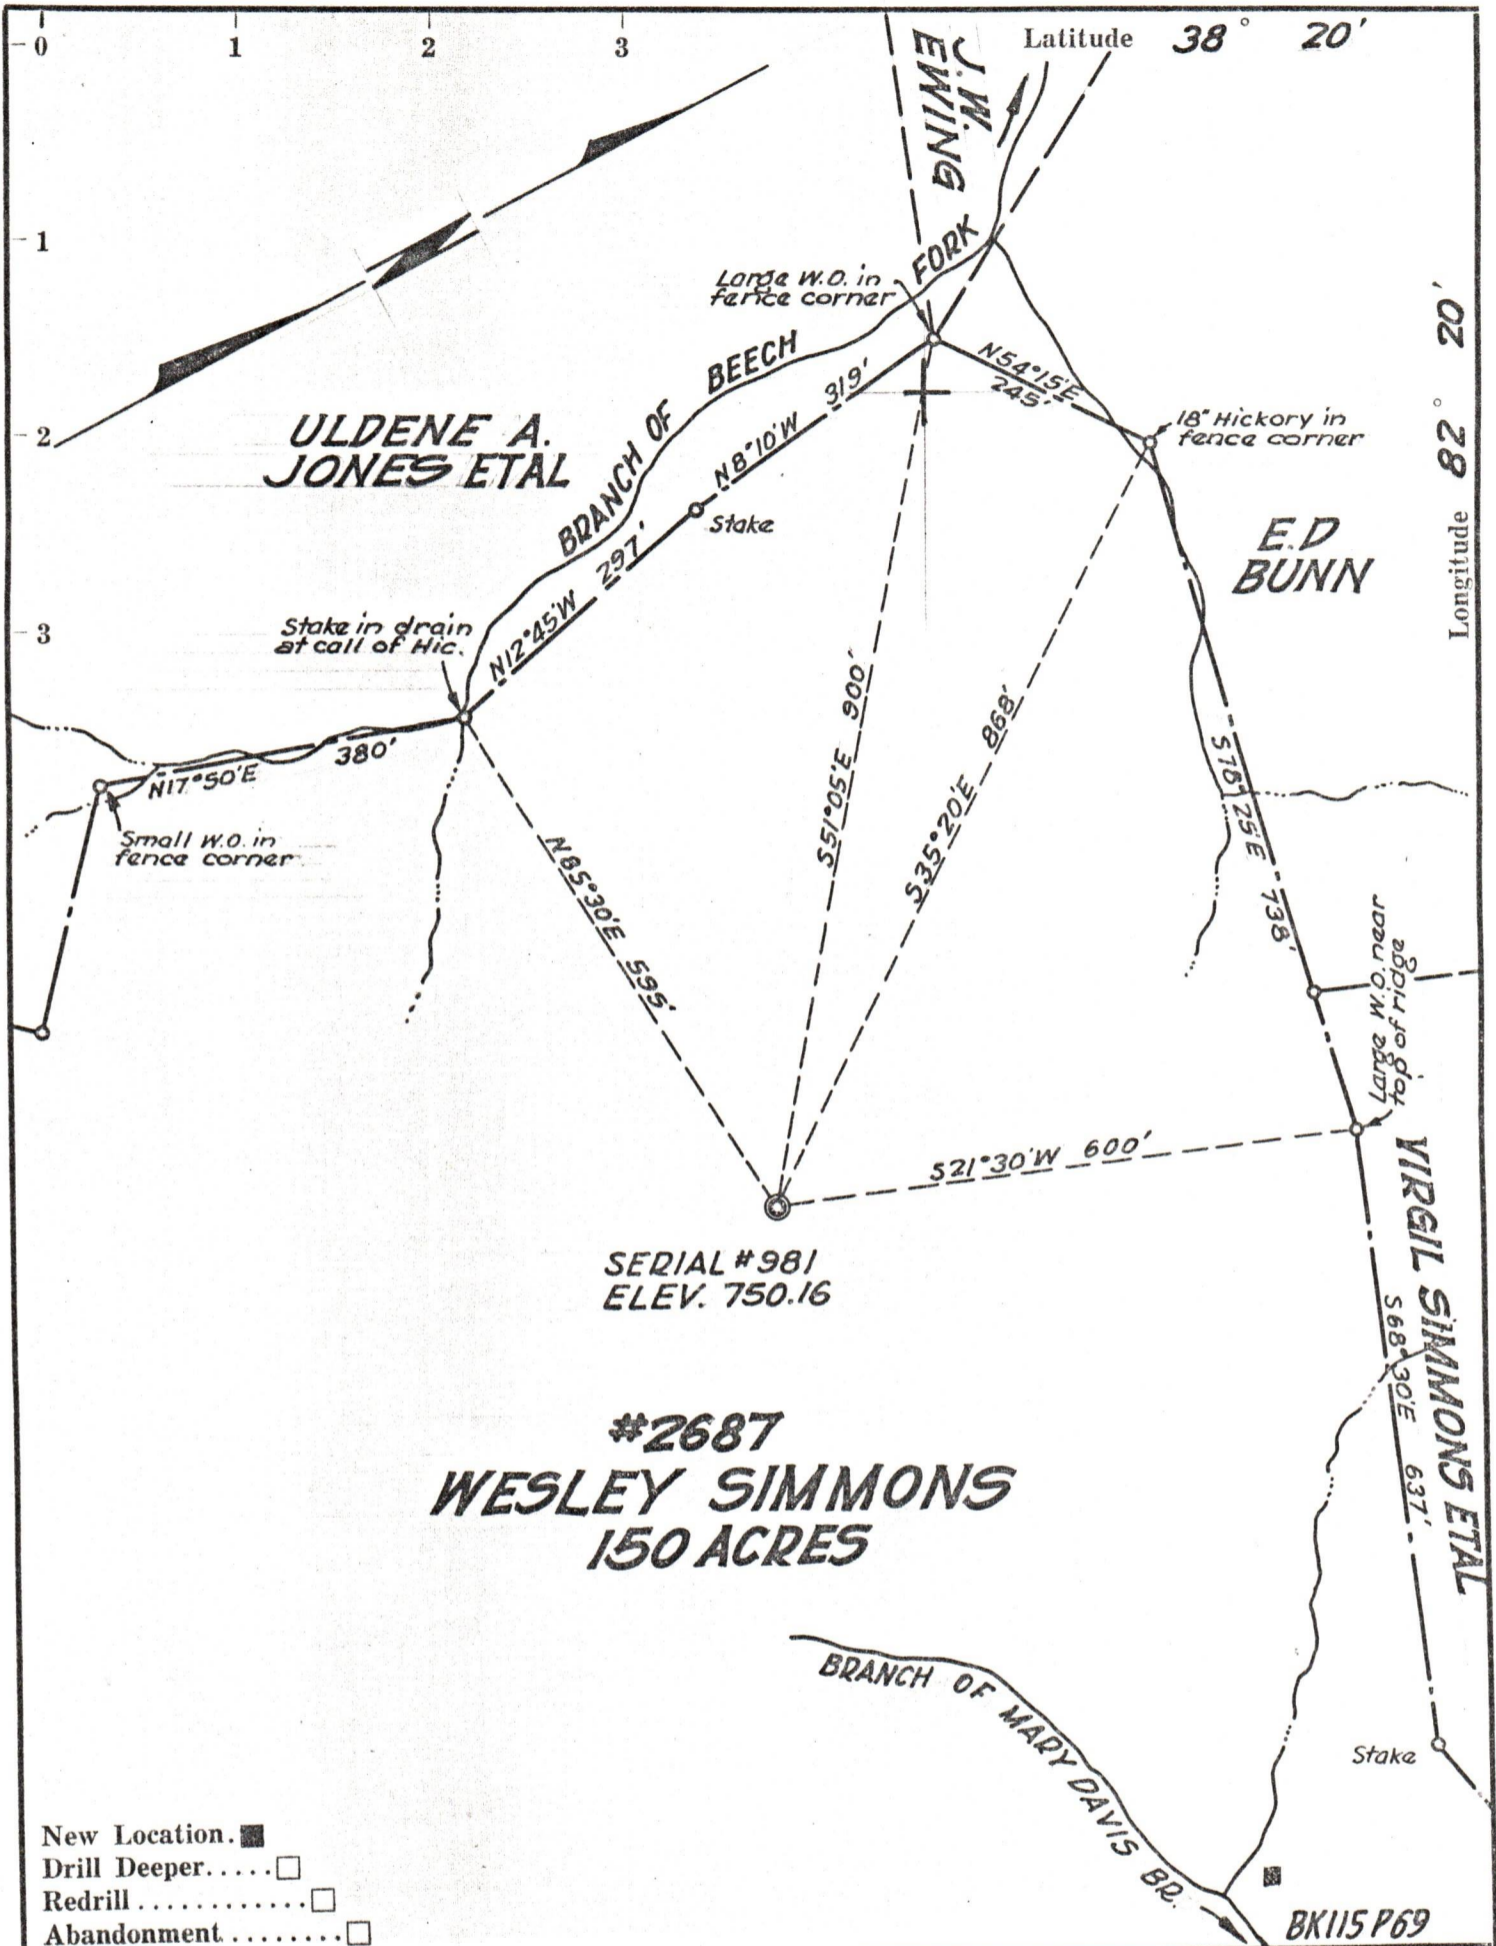 0 1 2 3
Latitude 38° 20'
J.W.
EWING
1
2
3
Longitude 82° 20'
ULDENE A.
JONES ETAL
BRANCH OF BEECH FORK
Large W.O. in
fence corner
N54°15'E
245'
18" Hickory in
fence corner
N8°10'W 319'
Stake
E.D
BUNN
N12°45'W 297'
Stake in drain
at call of Hic.
N17°50'E 380'
Small W.O. in
fence corner
N85°30'E 595'
S51°05'E 900'
S35°20'E 868'
S78°25'E 738'
Large W.O. near
top of ridge
S21°30'W 600'
VIRGIL SIMMONS ETAL
SERIAL #981
ELEV. 750.16
S68°30'E 637'
#2687
WESLEY SIMMONS
150 ACRES
BRANCH OF MARY DAVIS BR.
Stake
New Location.
Drill Deeper.....
Redrill............
Abandonment.........
BK115 P69